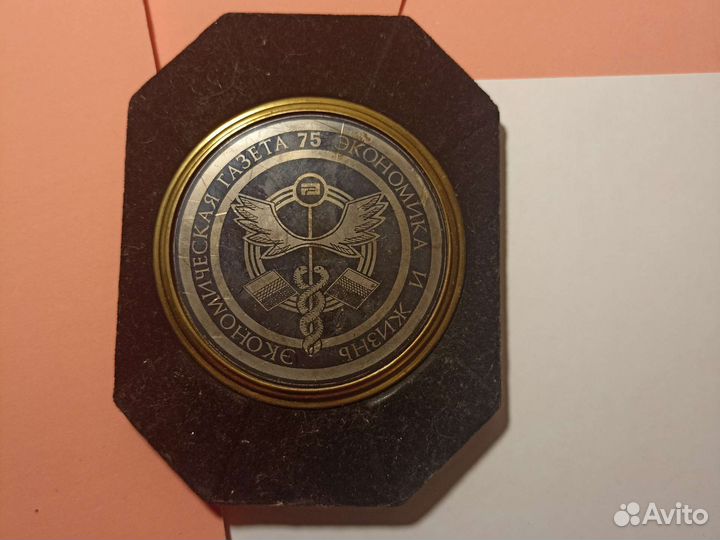 ЭКОНОМИЧЕСКАЯ ГАЗЕТА 75 ЭКОНОМИКА И ЖИЗНЬ
Avito